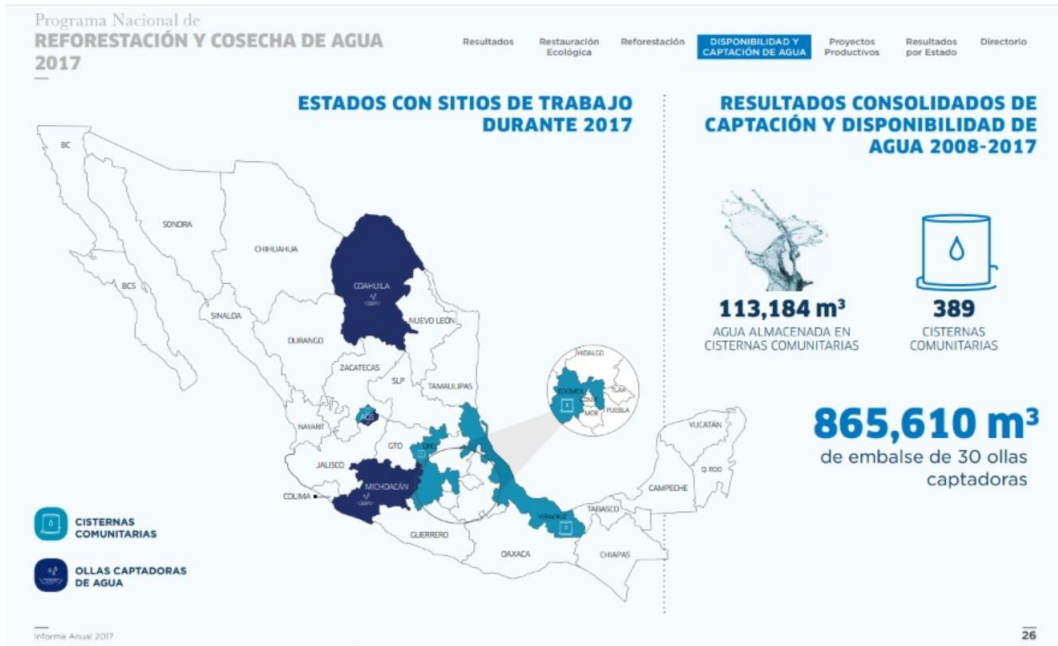 Programa Nacional de
REFORESTACIÓN Y COSECHA DE AGUA
2017
Resultados
Restauración
Ecológica
Reforestación
DISPONIBILIDAD Y
CAPTACIÓN DE AGUA
Proyectos
Productivos
Resultados
por Estado
Directorio
ESTADOS CON SITIOS DE TRABAJO
DURANTE 2017
BC
SONORA
CHIHUAHUA
COAHUILA
BCS
SINALOA
NUEVO LEÓN
DURANGO
ZACATECAS
SLP
TAMAULIPAS
AGS
NAYARIT
GTO
QRO
JALISCO
MICHOACÁN
COLIMA
GUERRERO
OAXACA
VERACRUZ
TABASCO
CHIAPAS
CAMPECHE
YUCATÁN
Q. ROO
HIDALGO
EDOMEX
TLAX
CDMX
MOR
PUEBLA
CISTERNAS
COMUNITARIAS
OLLAS CAPTADORAS
DE AGUA
RESULTADOS CONSOLIDADOS DE
CAPTACIÓN Y DISPONIBILIDAD DE
AGUA 2008-2017
113,184 m³
AGUA ALMACENADA EN
CISTERNAS COMUNITARIAS
389
CISTERNAS
COMUNITARIAS
865,610 m³
de embalse de 30 ollas
captadoras
Informe Anual 2017
26